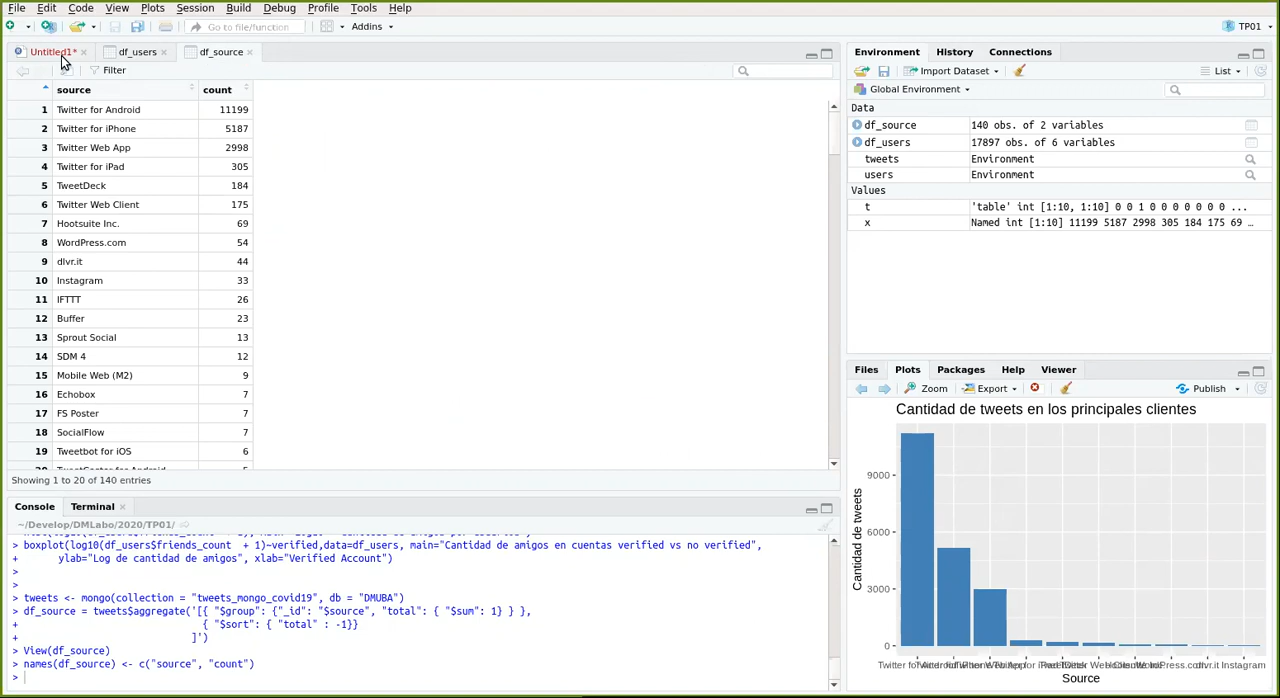 File Edit Code View Plots Session Build Debug Profile Tools Help
Go to file/function Addins TP01
Untitled1* df_users df_source
Filter
source count
1 Twitter for Android 11199
2 Twitter for iPhone 5187
3 Twitter Web App 2998
4 Twitter for iPad 305
5 TweetDeck 184
6 Twitter Web Client 175
7 Hootsuite Inc. 69
8 WordPress.com 54
9 dlvr.it 44
10 Instagram 33
11 IFTTT 26
12 Buffer 23
13 Sprout Social 13
14 SDM 4 12
15 Mobile Web (M2) 9
16 Echobox 7
17 FS Poster 7
18 SocialFlow 7
19 Tweetbot for iOS 6
Showing 1 to 20 of 140 entries
Console Terminal
~/Develop/DMLabo/2020/TP01/
> boxplot(log10(df_users$friends_count + 1)~verified,data=df_users, main="Cantidad de amigos en cuentas verified vs no verified",
+ ylab="Log de cantidad de amigos", xlab="Verified Account")
>
>
> tweets <- mongo(collection = "tweets_mongo_covid19", db = "DMUBA")
> df_source = tweets$aggregate('[{ "$group": {"_id": "$source", "total": { "$sum": 1} } },
+ { "$sort": { "total" : -1}}
+ ]')
> View(df_source)
> names(df_source) <- c("source", "count")
>
Environment History Connections
Import Dataset List
Global Environment
Data
df_source 140 obs. of 2 variables
df_users 17897 obs. of 6 variables
tweets Environment
users Environment
Values
t 'table' int [1:10, 1:10] 0 0 1 0 0 0 0 0 0 0 ...
x Named int [1:10] 11199 5187 2998 305 184 175 69 …
Files Plots Packages Help Viewer
Zoom Export Publish
Cantidad de tweets en los principales clientes
Cantidad de tweets
9000
6000
3000
0
dlvr.it Instagram
Source